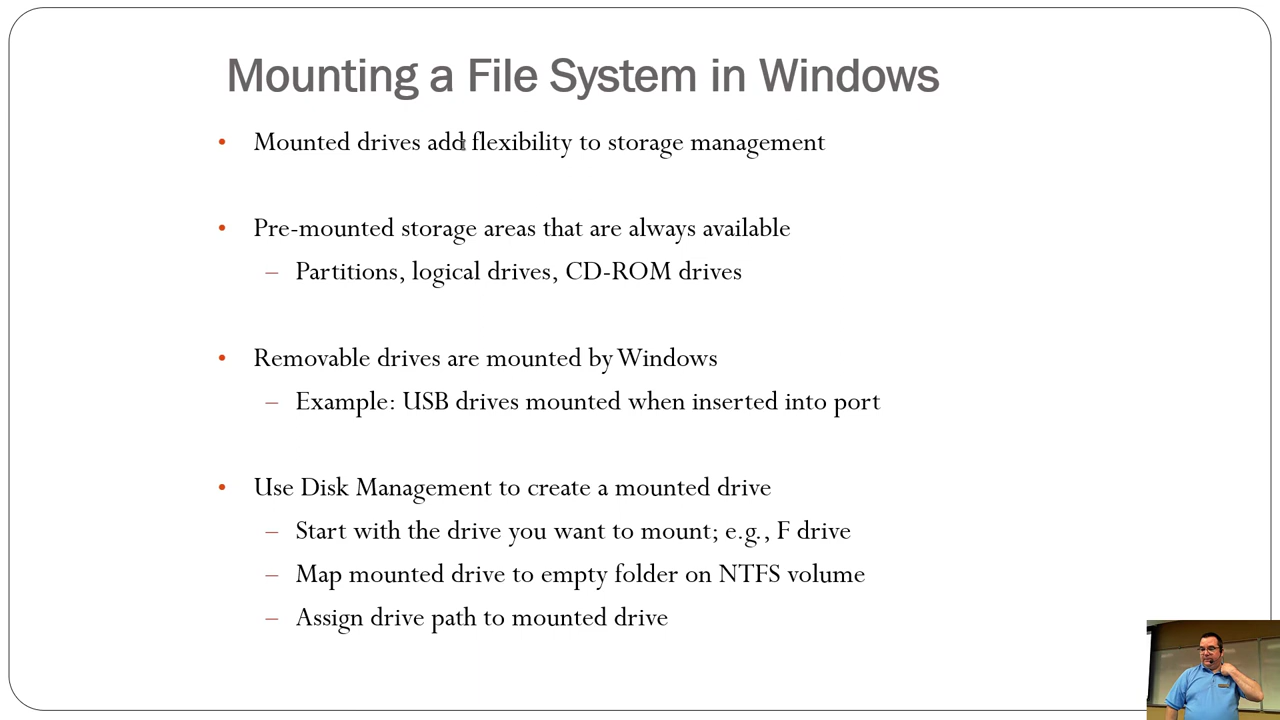 Mounting a File System in Windows
• Mounted drives add flexibility to storage management
• Pre-mounted storage areas that are always available
– Partitions, logical drives, CD-ROM drives
• Removable drives are mounted by Windows
– Example: USB drives mounted when inserted into port
• Use Disk Management to create a mounted drive
– Start with the drive you want to mount; e.g., F drive
– Map mounted drive to empty folder on NTFS volume
– Assign drive path to mounted drive